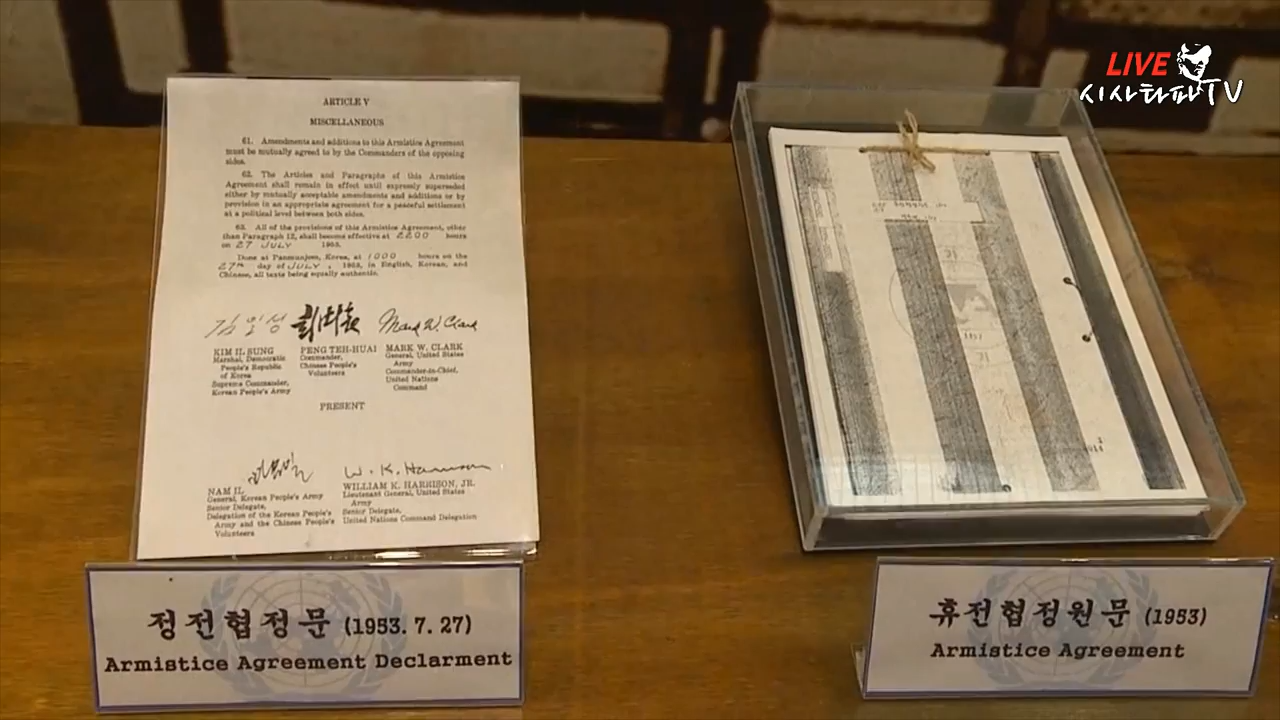 LIVE
시사타파TV
ARTICLE V
MISCELLANEOUS
61. Amendments and additions to this Armistice Agreement
must be mutually agreed to by the Commanders of the opposing
sides.
62. The Articles and Paragraphs of this Armistice
Agreement shall remain in effect until expressly superseded
either by mutually acceptable amendments and additions or by
provision in an appropriate agreement for a peaceful settlement
at a political level between both sides.
63. All of the provisions of this Armistice Agreement, other
than Paragraph 12, shall become effective at 2200 hours
on 27 JULY 1953.
Done at Panmunjom, Korea, at 1000 hours on the
27th day of JULY, 1953, in English, Korean, and
Chinese, all texts being equally authentic.
김일성 Mark W. Clark
KIM IL SUNG PENG TEH-HUAI MARK W. CLARK
Marshal, Democratic Commander, General, United States
People's Republic Chinese People's Army
of Korea Volunteers Commander-in-Chief,
Supreme Commander, United Nations
Korean People's Army Command
PRESENT
W. K. Harrison
NAM IL WILLIAM K. HARRISON, JR.
General, Korean People's Army Lieutenant General, United States
Senior Delegate, Army
Delegation of the Korean People's Senior Delegate,
Army and the Chinese People's United Nations Command Delegation
Volunteers
정전협정문 (1953. 7. 27)
Armistice Agreement Declarment
휴전협정원문 (1953)
Armistice Agreement